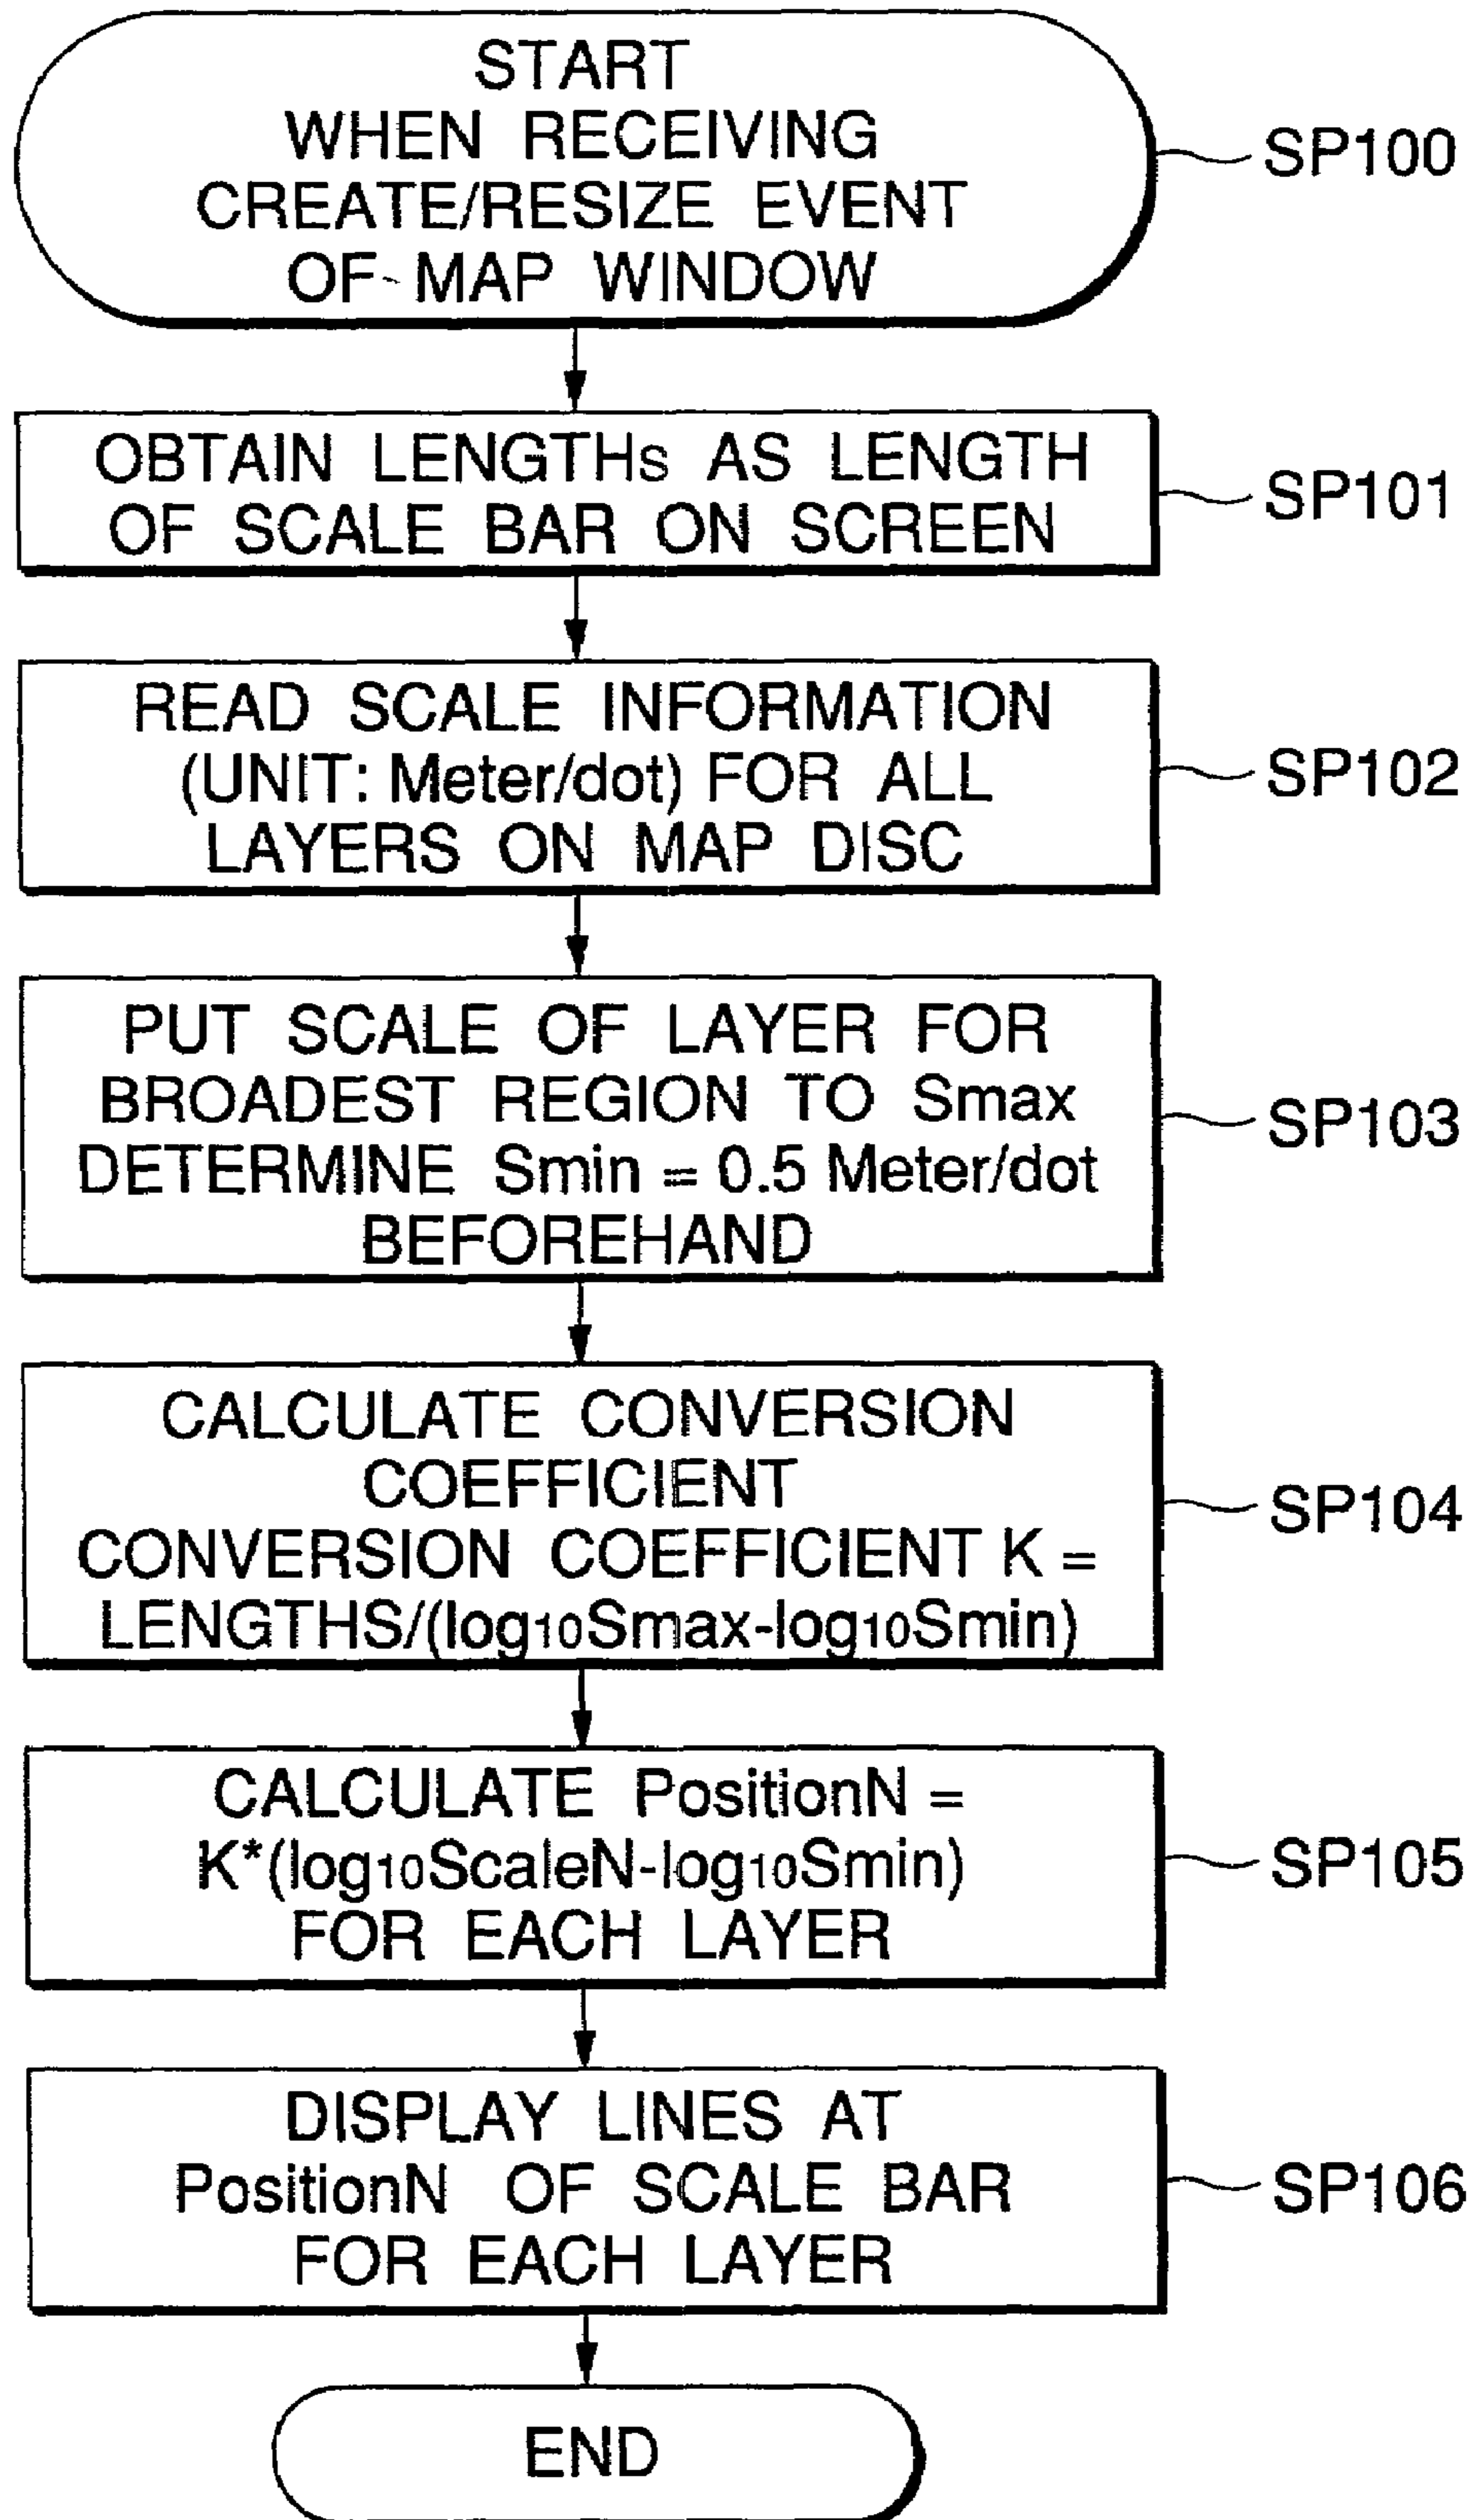 START
WHEN RECEIVING
CREATE/RESIZE EVENT
OF MAP WINDOW
SP100
OBTAIN LENGTHs AS LENGTH
OF SCALE BAR ON SCREEN
SP101
READ SCALE INFORMATION
(UNIT: Meter/dot) FOR ALL
LAYERS ON MAP DISC
SP102
PUT SCALE OF LAYER FOR
BROADEST REGION TO Smax
DETERMINE Smin = 0.5 Meter/dot
BEFOREHAND
SP103
CALCULATE CONVERSION
COEFFICIENT
CONVERSION COEFFICIENT K =
LENGTHS/(log10Smax-log10Smin)
SP104
CALCULATE PositionN =
K*(log10ScaleN-log10Smin)
FOR EACH LAYER
SP105
DISPLAY LINES AT
PositionN OF SCALE BAR
FOR EACH LAYER
SP106
END